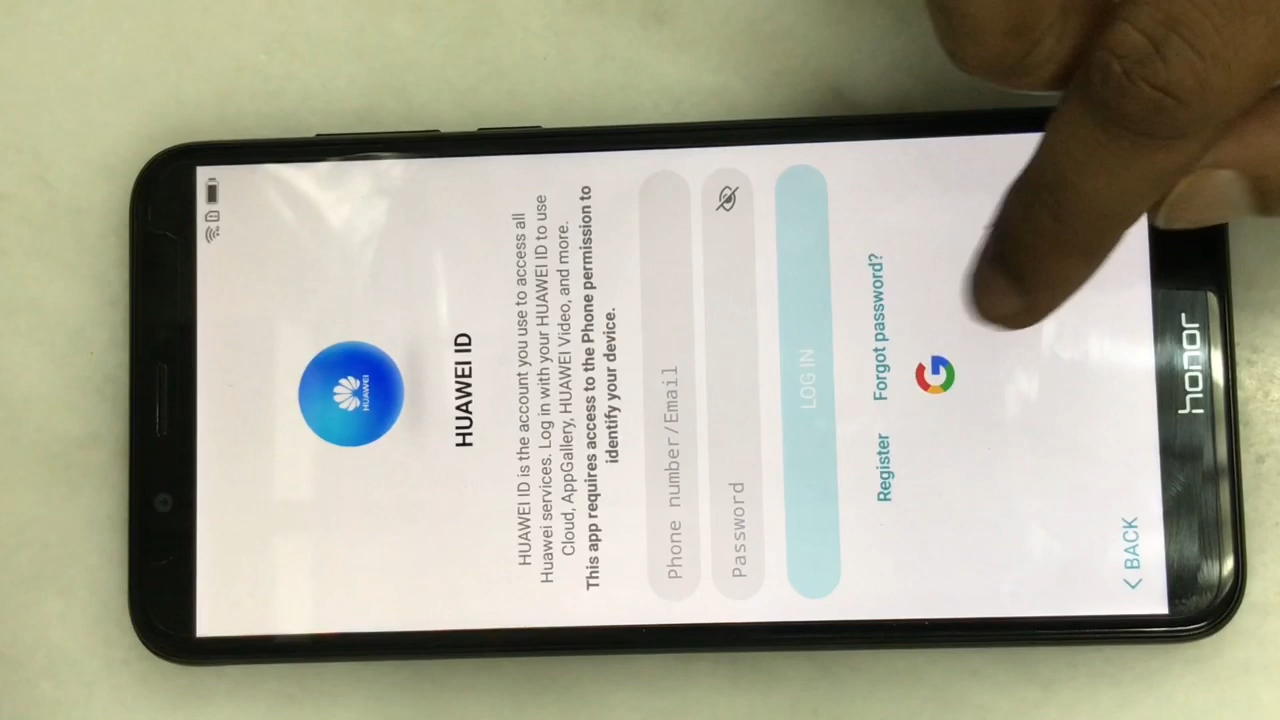 HUAWEI
HUAWEI ID
HUAWEI ID is the account you use to access all
Huawei services. Log in with your HUAWEI ID to use
Cloud, AppGallery, HUAWEI Video, and more.
This app requires access to the Phone permission to
identify your device.
Phone number/Email
Password
LOG IN
Register Forgot password?
G
< BACK
honor